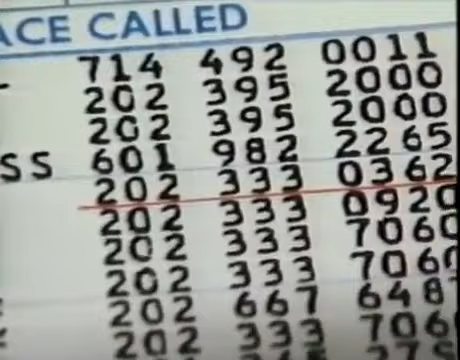 ACE CALLED
714 492 0011
202 395 2000
202 395 2000
SS 601 982 2265
202 333 0362
202 333 0920
202 333 7060
202 333 7060
202 667 648
202 333 706